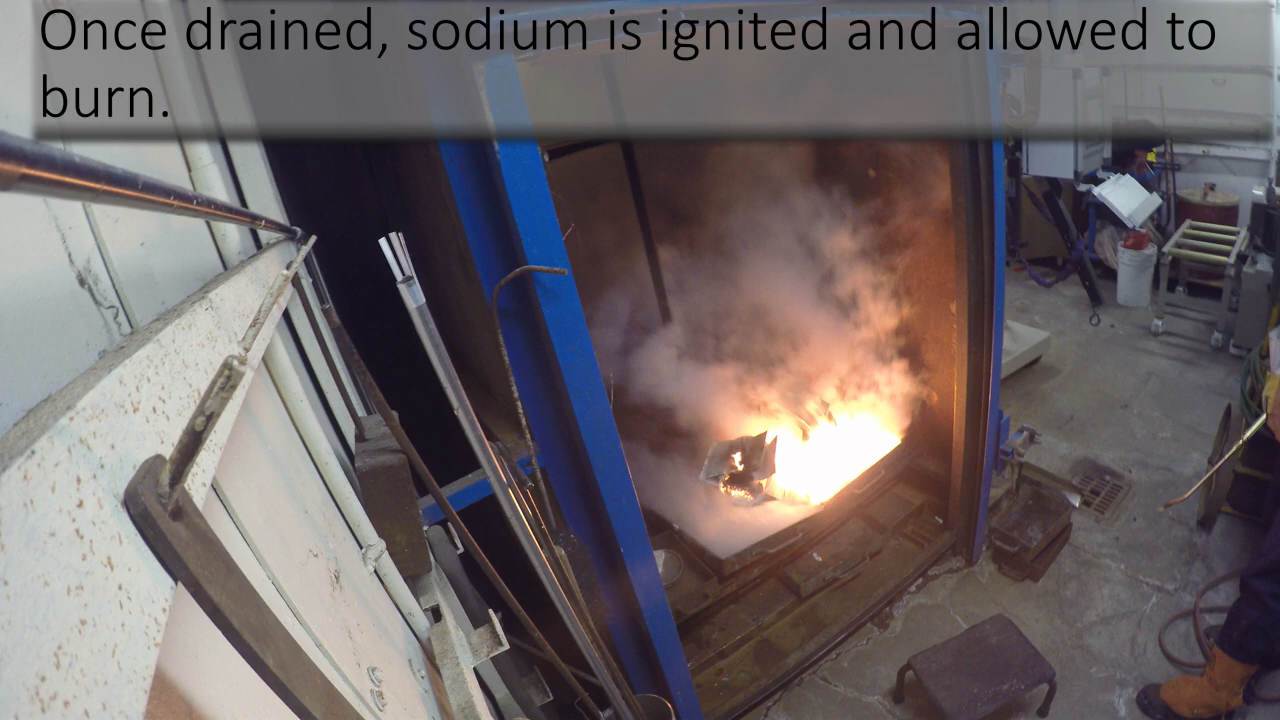 Once drained, sodium is ignited and allowed to
burn.